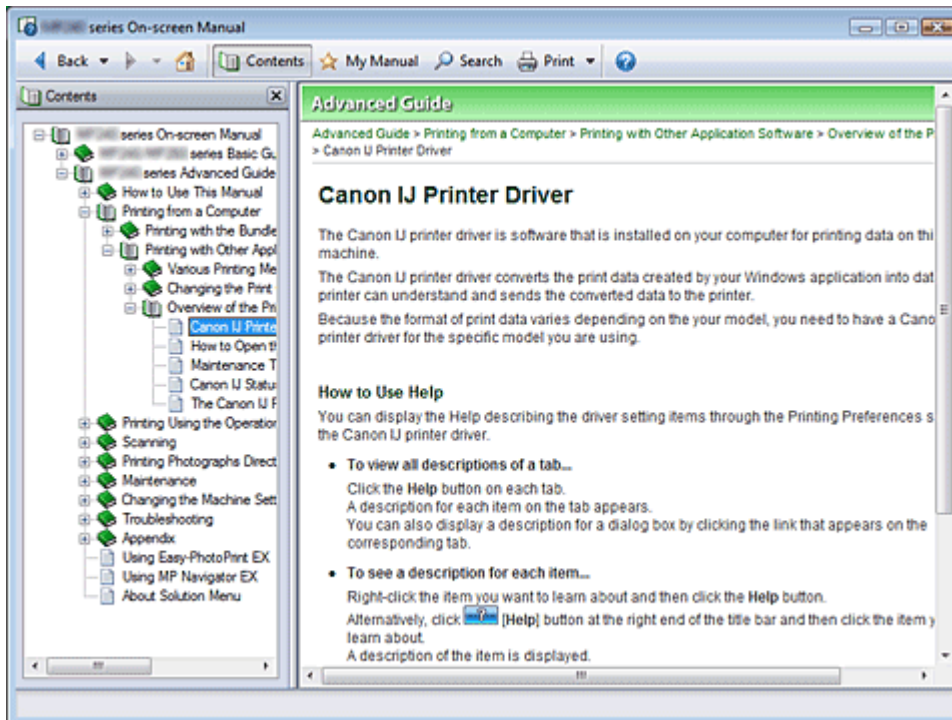 series On-screen Manual
Back Contents My Manual Search Print
Contents
series On-screen Manual
series Basic Gu
series Advanced Guide
How to Use This Manual
Printing from a Computer
Printing with the Bundle
Printing with Other Appl
Various Printing Me
Changing the Print
Overview of the Pri
Canon IJ Printe
How to Open th
Maintenance T
Canon IJ Statu
The Canon IJ F
Printing Using the Operation
Scanning
Printing Photographs Direct
Maintenance
Changing the Machine Sett
Troubleshooting
Appendix
Using Easy-PhotoPrint EX
Using MP Navigator EX
About Solution Menu
Advanced Guide
Advanced Guide > Printing from a Computer > Printing with Other Application Software > Overview of the P
> Canon IJ Printer Driver
Canon IJ Printer Driver
The Canon IJ printer driver is software that is installed on your computer for printing data on thi
machine.
The Canon IJ printer driver converts the print data created by your Windows application into dat
printer can understand and sends the converted data to the printer.
Because the format of print data varies depending on the your model, you need to have a Cano
printer driver for the specific model you are using.
How to Use Help
You can display the Help describing the driver setting items through the Printing Preferences s
the Canon IJ printer driver.
• To view all descriptions of a tab...
Click the Help button on each tab.
A description for each item on the tab appears.
You can also display a description for a dialog box by clicking the link that appears on the
corresponding tab.
• To see a description for each item...
Right-click the item you want to learn about and then click the Help button.
Alternatively, click ? [Help] button at the right end of the title bar and then click the item y
learn about.
A description of the item is displayed.